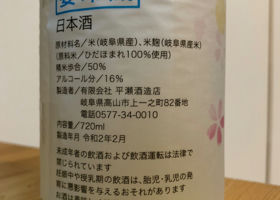 日本酒
原材料名／米（岐阜県産）、米麹（岐阜県産米）
（原料米／ひだほまれ100%使用）
精米歩合／50%
アルコール分／16%
製造者／有限会社 平瀬酒造店
岐阜県高山市上一之町82番地
電話0577-34-0010
内容量／720ml
製造年月 令和2年2月
未成年者の飲酒および飲酒運転は法律で
禁じられています
妊娠中や授乳期の飲酒は、胎児・乳児の発
育に悪影響を与えるおそれがあります